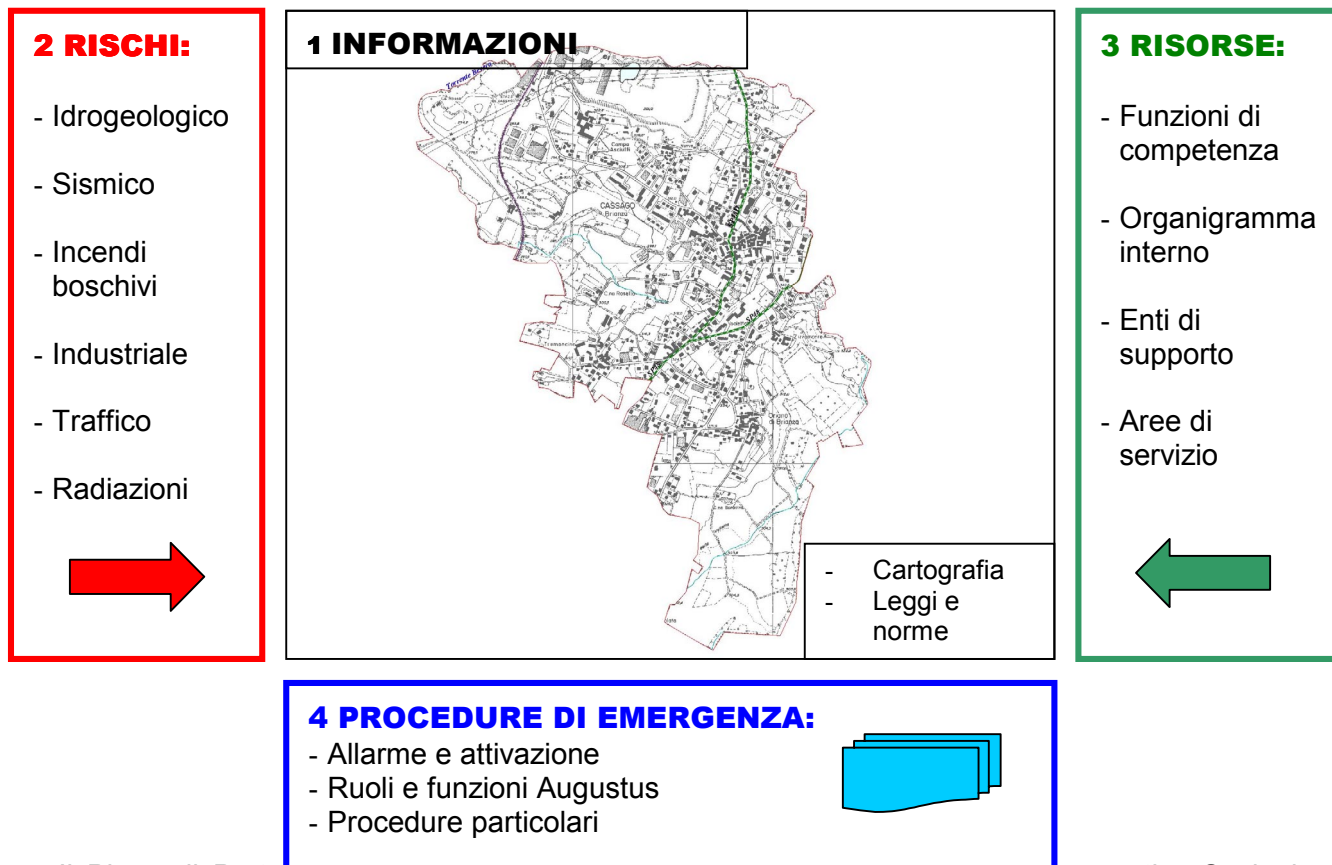 2 RISCHI:
- Idrogeologico
- Sismico
- Incendi
boschivi
- Industriale
- Traffico
- Radiazioni
1 INFORMAZIONI
CASSAGO
Brianza
- Cartografia
- Leggi e
norme
3 RISORSE:
- Funzioni di
competenza
- Organigramma
interno
- Enti di
supporto
- Aree di
servizio
4 PROCEDURE DI EMERGENZA:
- Allarme e attivazione
- Ruoli e funzioni Augustus
- Procedure particolari